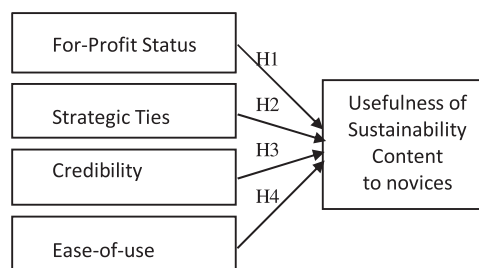 For-Profit Status
H1
Strategic Ties
H2
Credibility
H3
Ease-of-use
H4
Usefulness of
Sustainability
Content
to novices